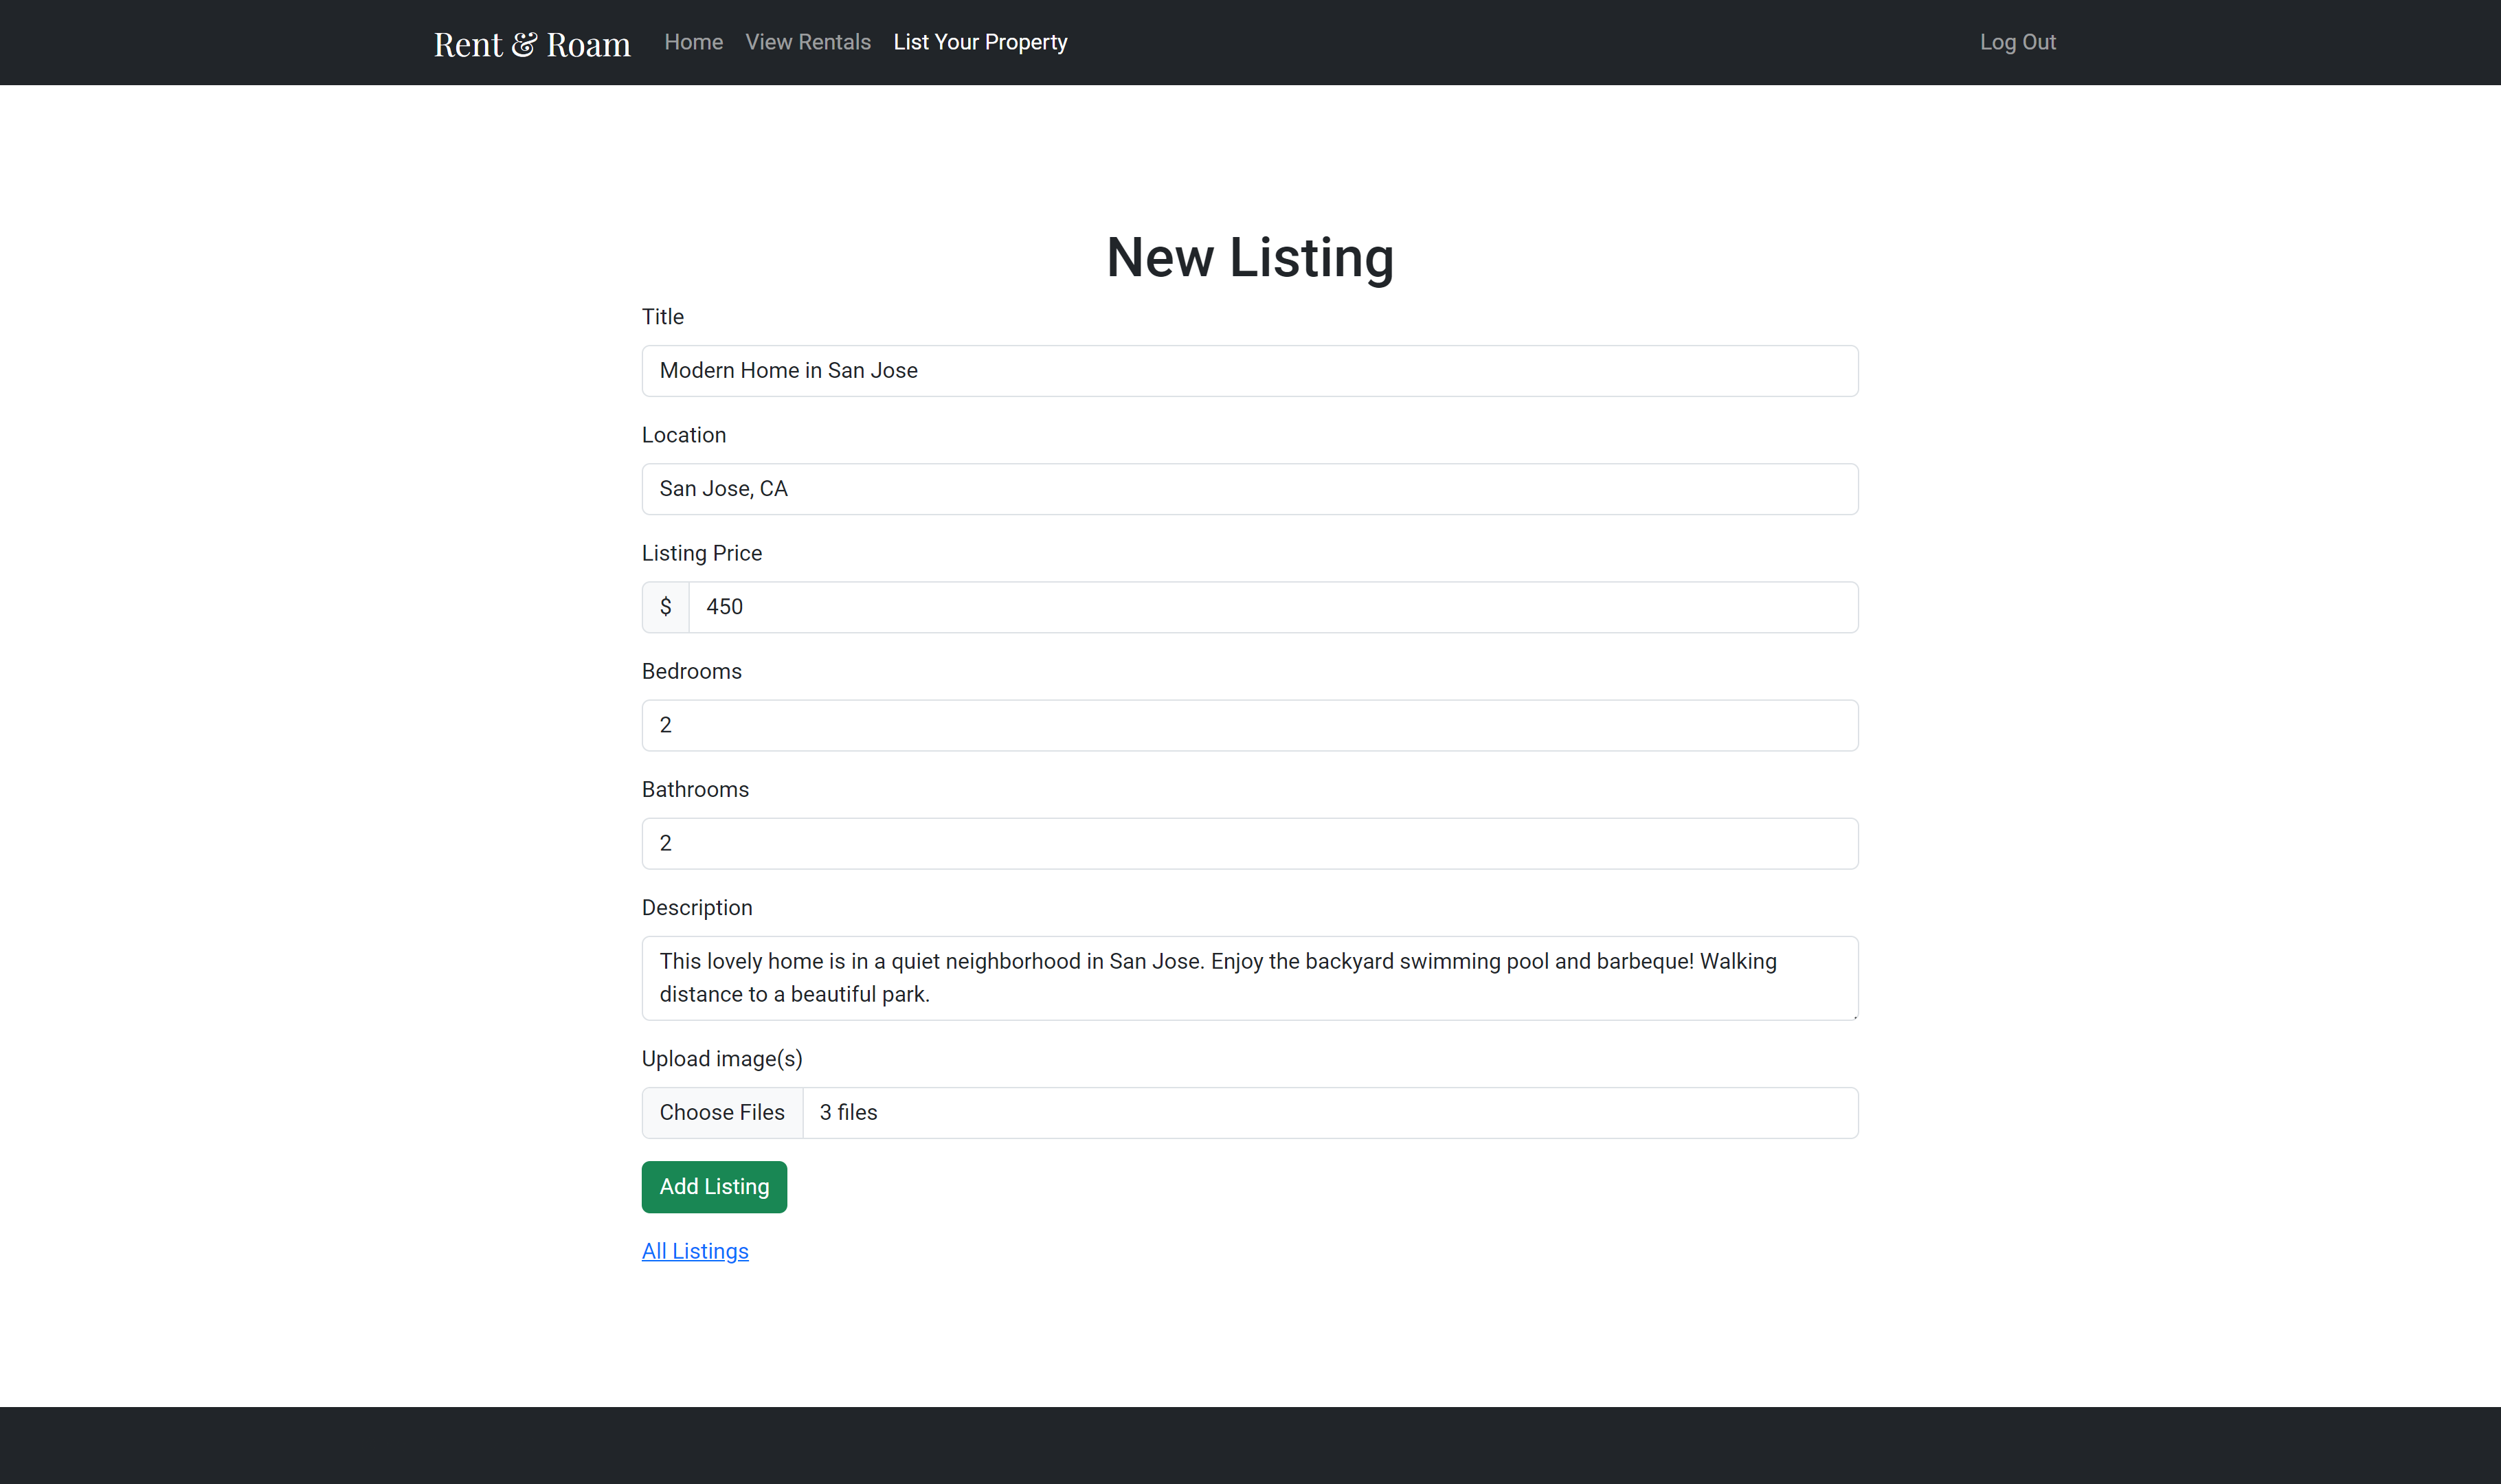 Rent & Roam Home View Rentals List Your Property Log Out
New Listing
Title
Modern Home in San Jose
Location
San Jose, CA
Listing Price
$ 450
Bedrooms
2
Bathrooms
2
Description
This lovely home is in a quiet neighborhood in San Jose. Enjoy the backyard swimming pool and barbeque! Walking
distance to a beautiful park.
Upload image(s)
Choose Files 3 files
Add Listing
All Listings